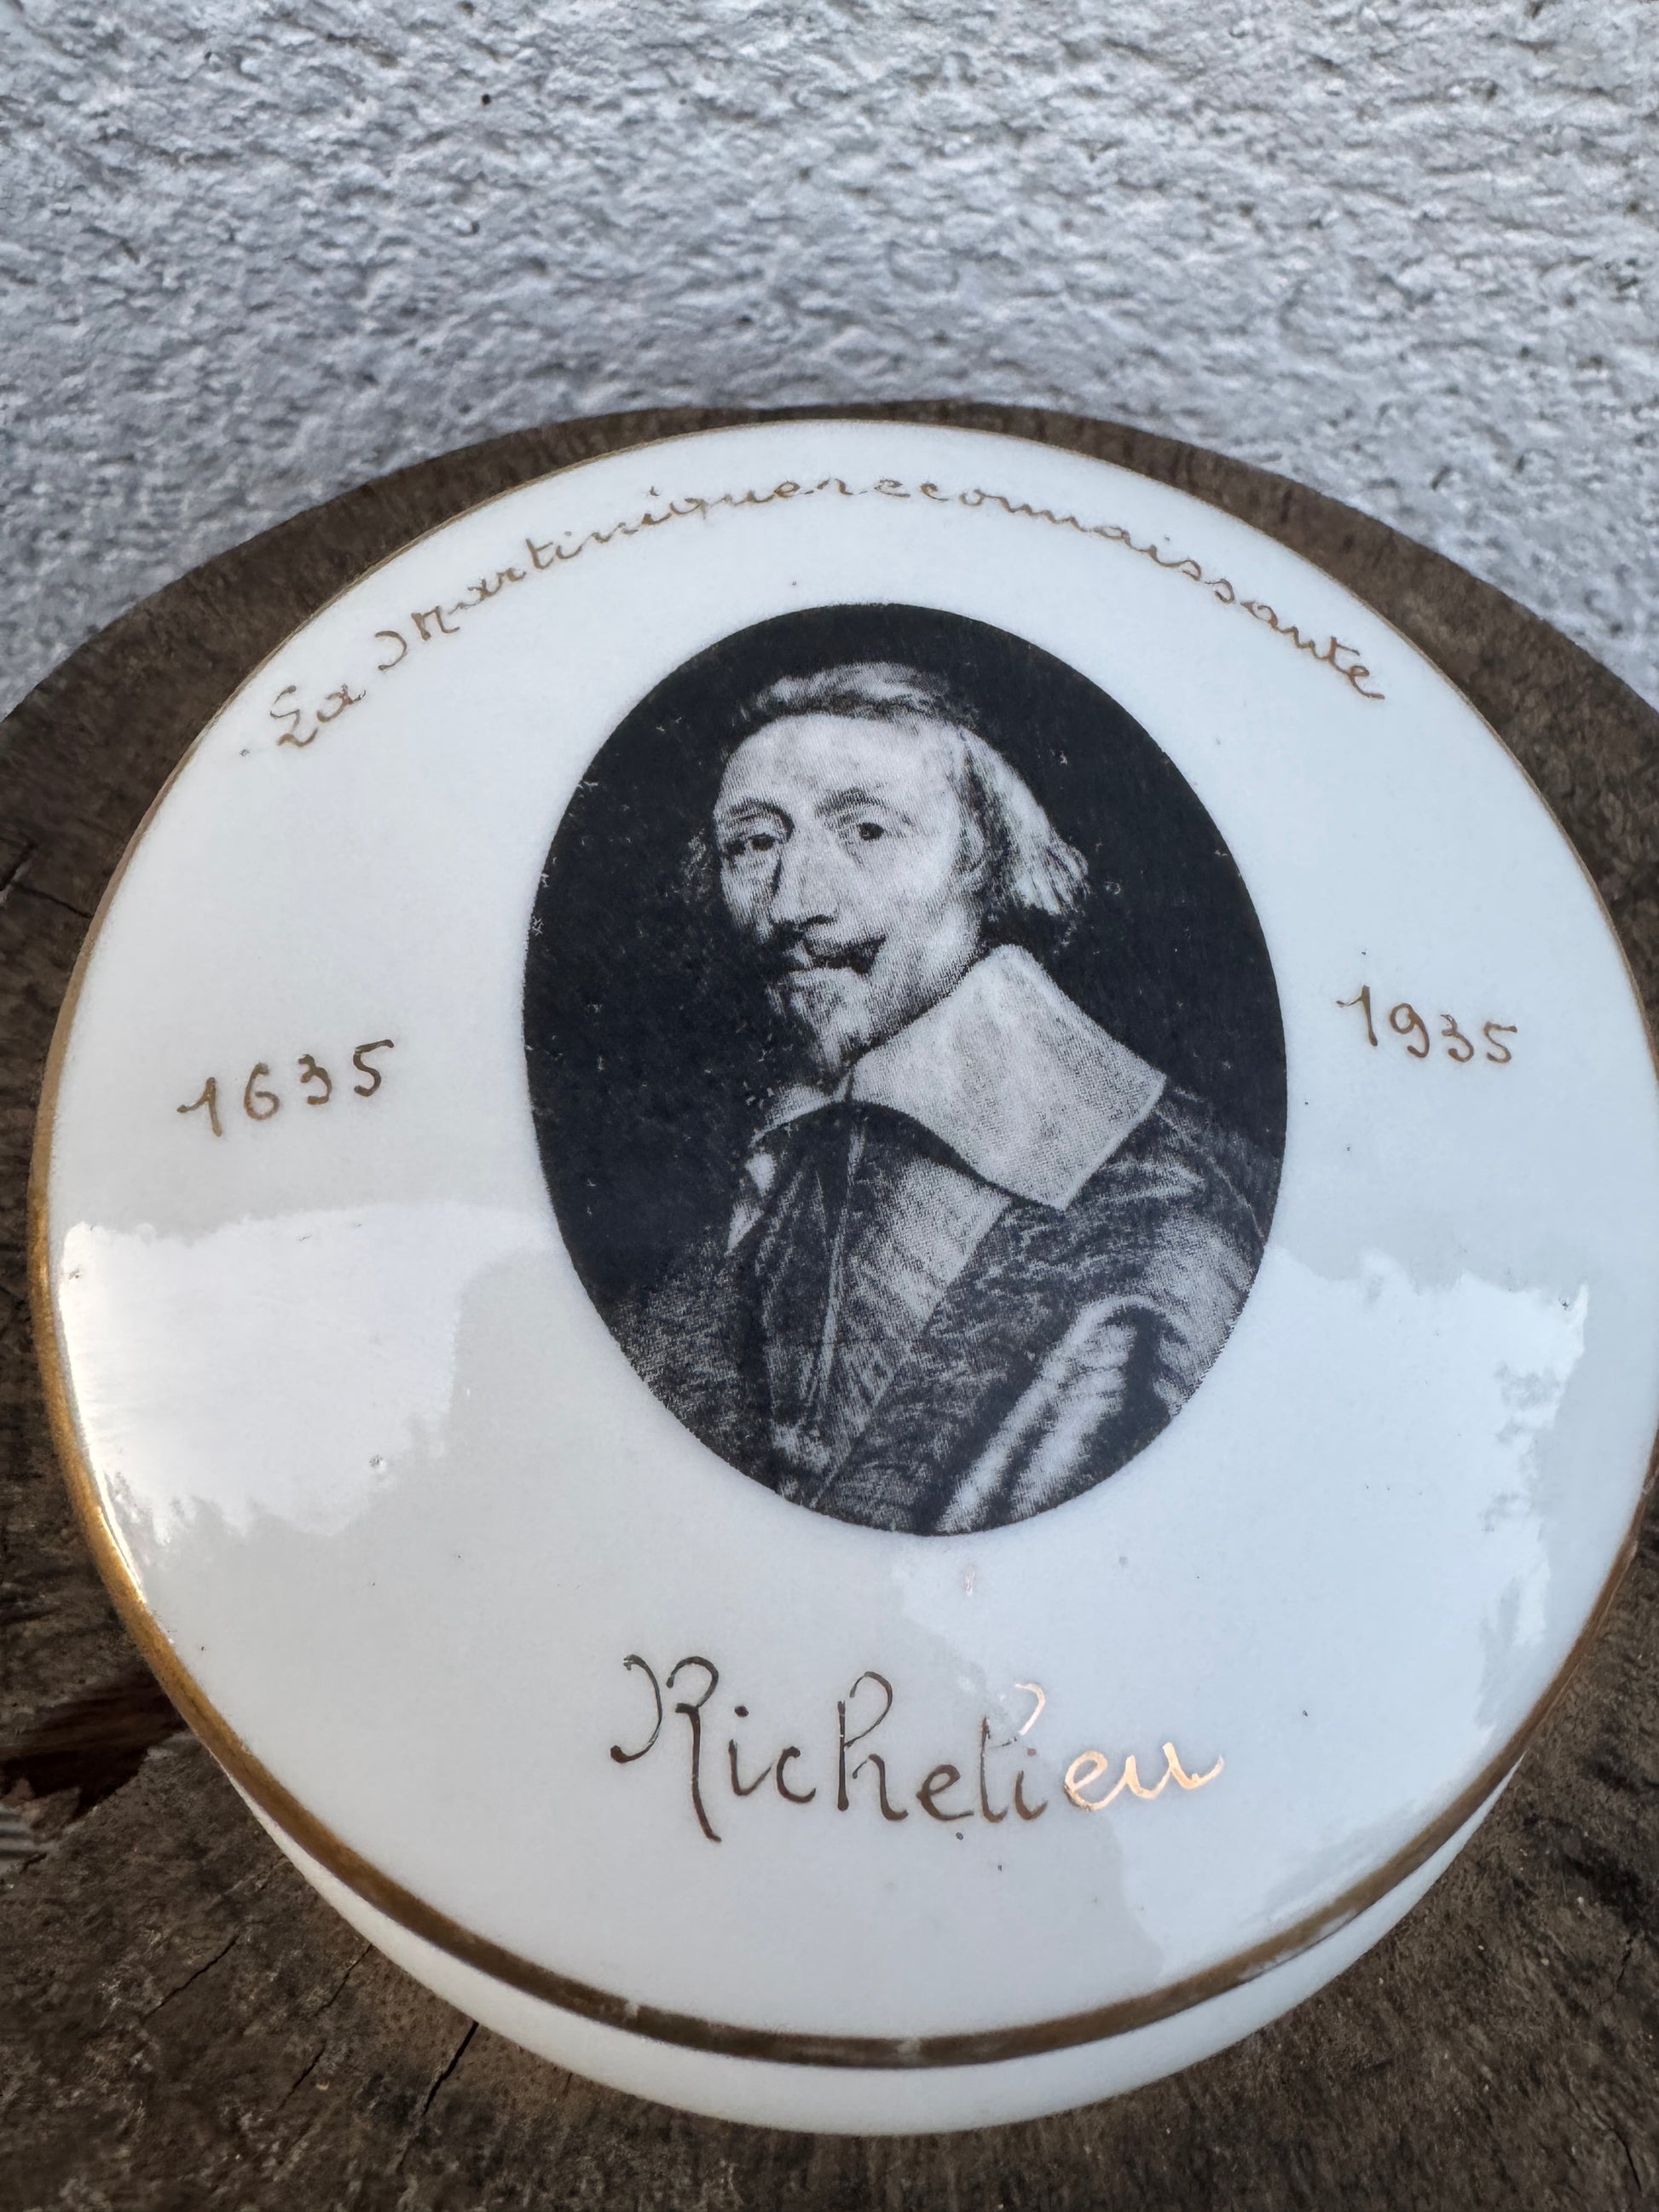 La Martinique reconnaissante
1635
1935
Richelieu